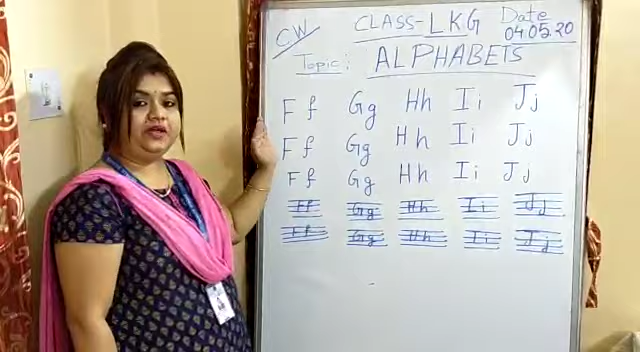 CW CLASS-LKG Date
04.05.20
Topic: ALPHABETS
Ff Gg Hh Ii Jj
Ff Gg Hh Ii Jj
Ff Gg Hh Ii Jj
Ff Gg Hh Ii Jj
Ff Gg Hh Ii Jj